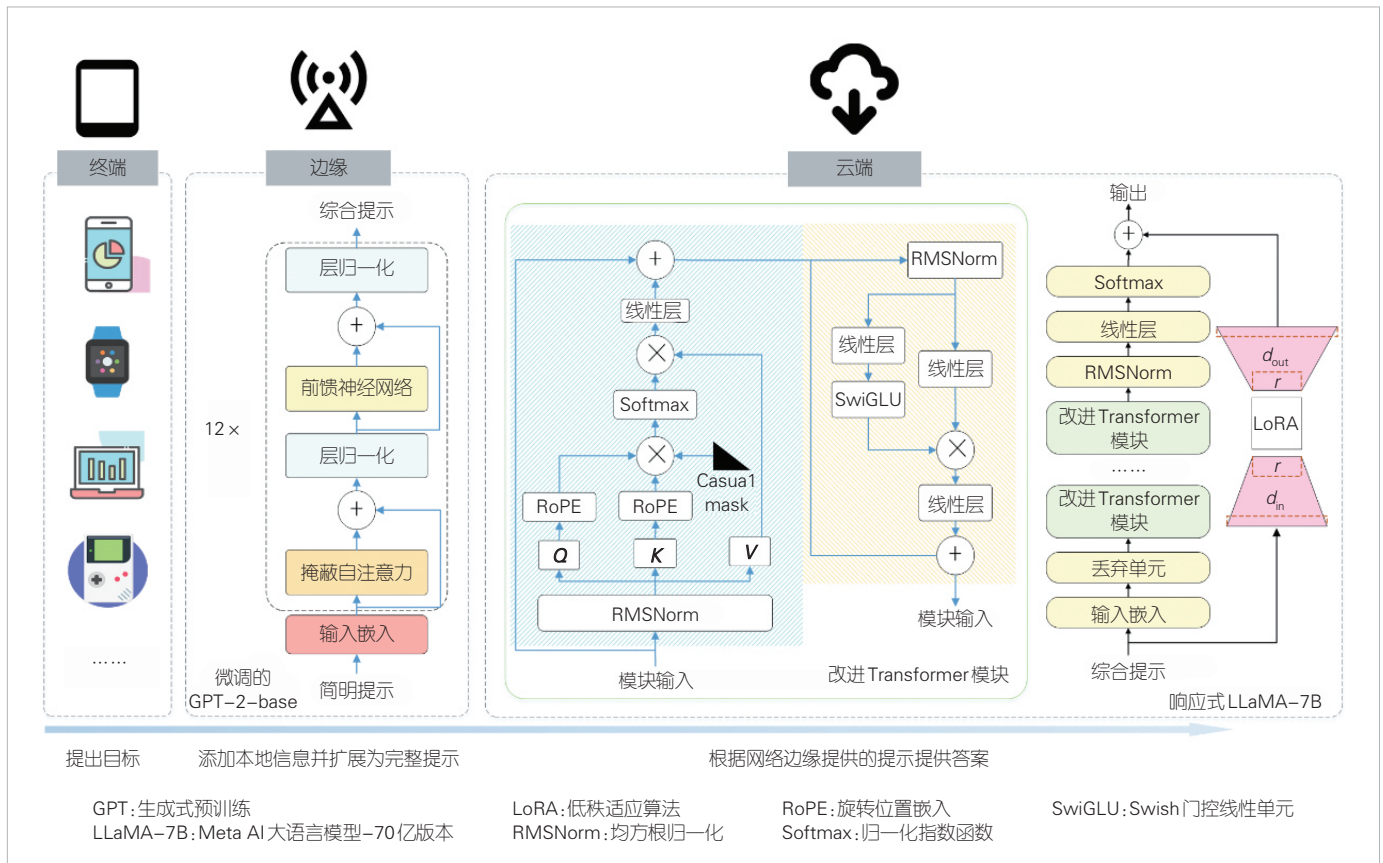 终端
边缘
云端
综合提示
层归一化
+
前馈神经网络
12×
层归一化
+
掩蔽自注意力
输入嵌入
简明提示
微调的
GPT-2-base
……
+
线性层
×
Softmax
×
Casua1
mask
RoPE
RoPE
Q
K
V
RMSNorm
模块输入
RMSNorm
线性层
线性层
SwiGLU
×
线性层
+
模块输入
改进Transformer模块
输出
+
Softmax
线性层
RMSNorm
改进Transformer
模块
……
改进Transformer
模块
丢弃单元
输入嵌入
综合提示
dout
r
LoRA
r
din
响应式LLaMA-7B
提出目标
添加本地信息并扩展为完整提示
根据网络边缘提供的提示提供答案
GPT:生成式预训练
LoRA:低秩适应算法
RoPE:旋转位置嵌入
SwiGLU:Swish门控线性单元
LLaMA-7B:Meta AI大语言模型-70亿版本
RMSNorm:均方根归一化
Softmax:归一化指数函数